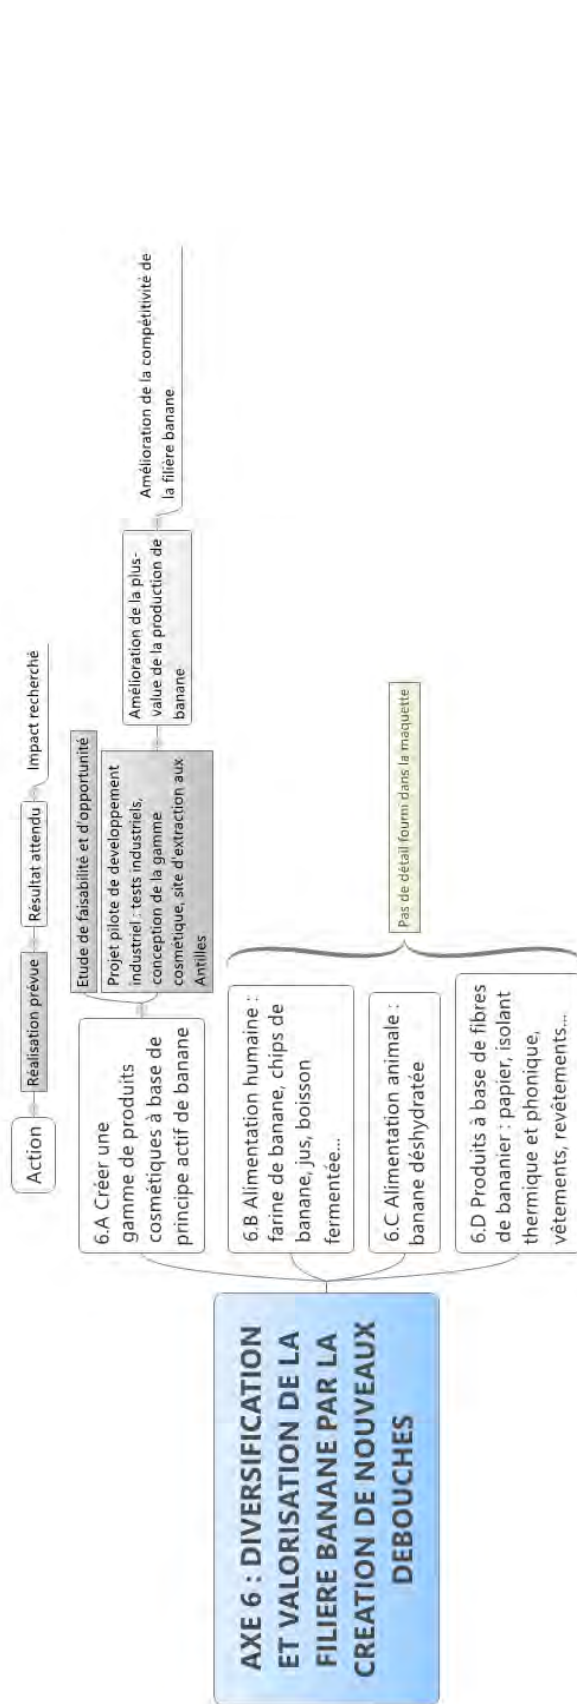 Action
Réalisation prévue
Résultat attendu
Impact recherché
AXE 6 : DIVERSIFICATION
ET VALORISATION DE LA
FILIERE BANANE PAR LA
CREATION DE NOUVEAUX
DEBOUCHES
6.A Créer une
gamme de produits
cosmétiques à base de
principe actif de banane
Etude de faisabilité et d'opportunité
Projet pilote de developpement
industriel : tests industriels,
conception de la gamme
cosmétique, site d'extraction aux
Antilles
Amélioration de la plus-
value de la production de
banane
Amélioration de la compétitivité de
la filière banane
6.B Alimentation humaine :
farine de banane, chips de
banane, jus, boisson
fermentée...
6.C Alimentation animale :
banane déshydratée
6.D Produits à base de fibres
de bananier : papier, isolant
thermique et phonique,
vêtements, revêtements...
Pas de détail fourni dans la maquette